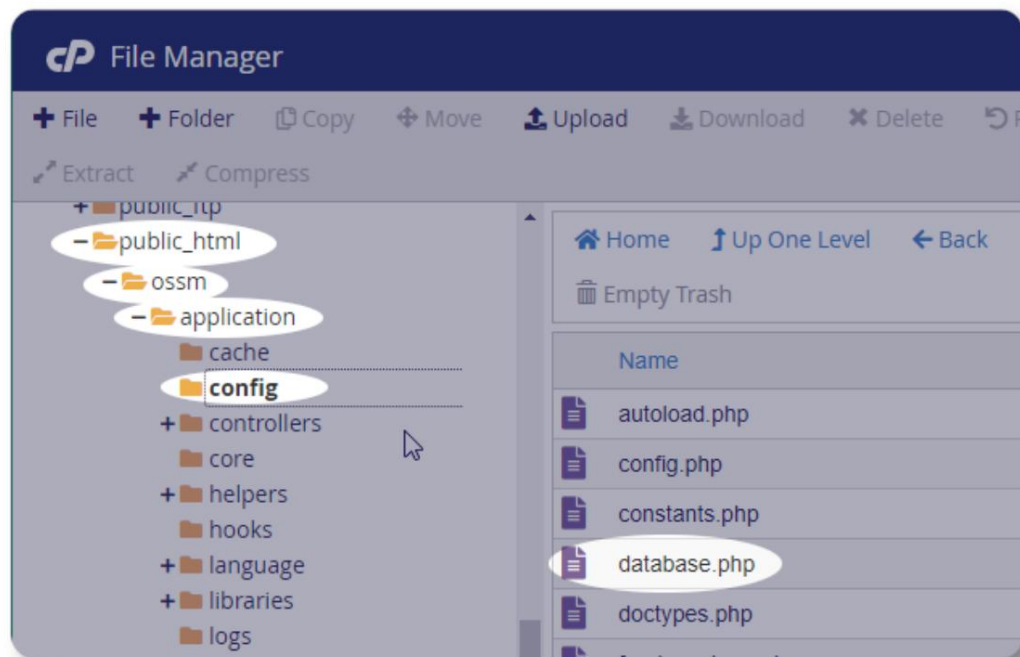 cP File Manager
File Folder Copy Move Upload Download Delete
Extract Compress
public_ftp
public_html
ossm
application
cache
config
controllers
core
helpers
hooks
language
libraries
logs
Home Up One Level Back
Empty Trash
Name
autoload.php
config.php
constants.php
database.php
doctypes.php